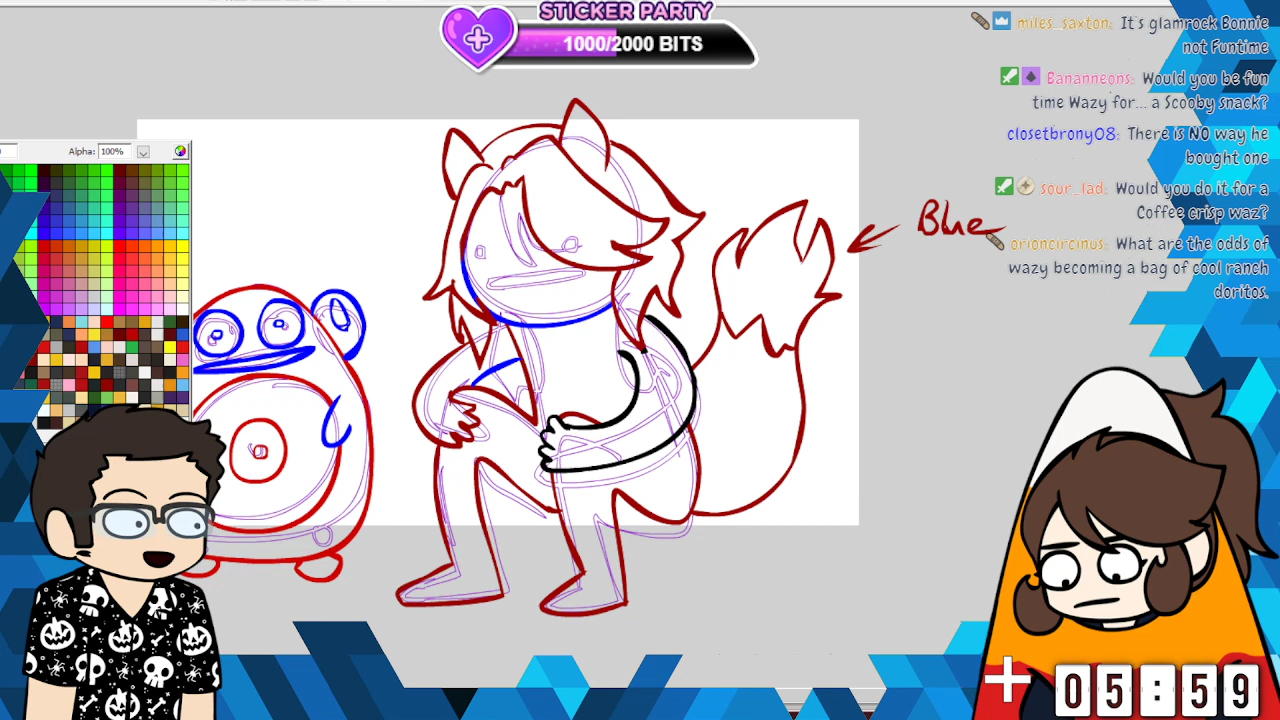 STICKER PARTY
1000/2000 BITS
miles_saxton: It's glamrock Bonnie
not Funtime
Bananneons: Would you be fun
time Wazy for... a Scooby snack?
closetbrony08: There is NO way he
bought one
sour_lad: Would you do it for a
Coffee crisp waz?
orioncircinus: What are the odds of
wazy becoming a bag of cool ranch
doritos.
Alpha: 100%
Blue
05:59